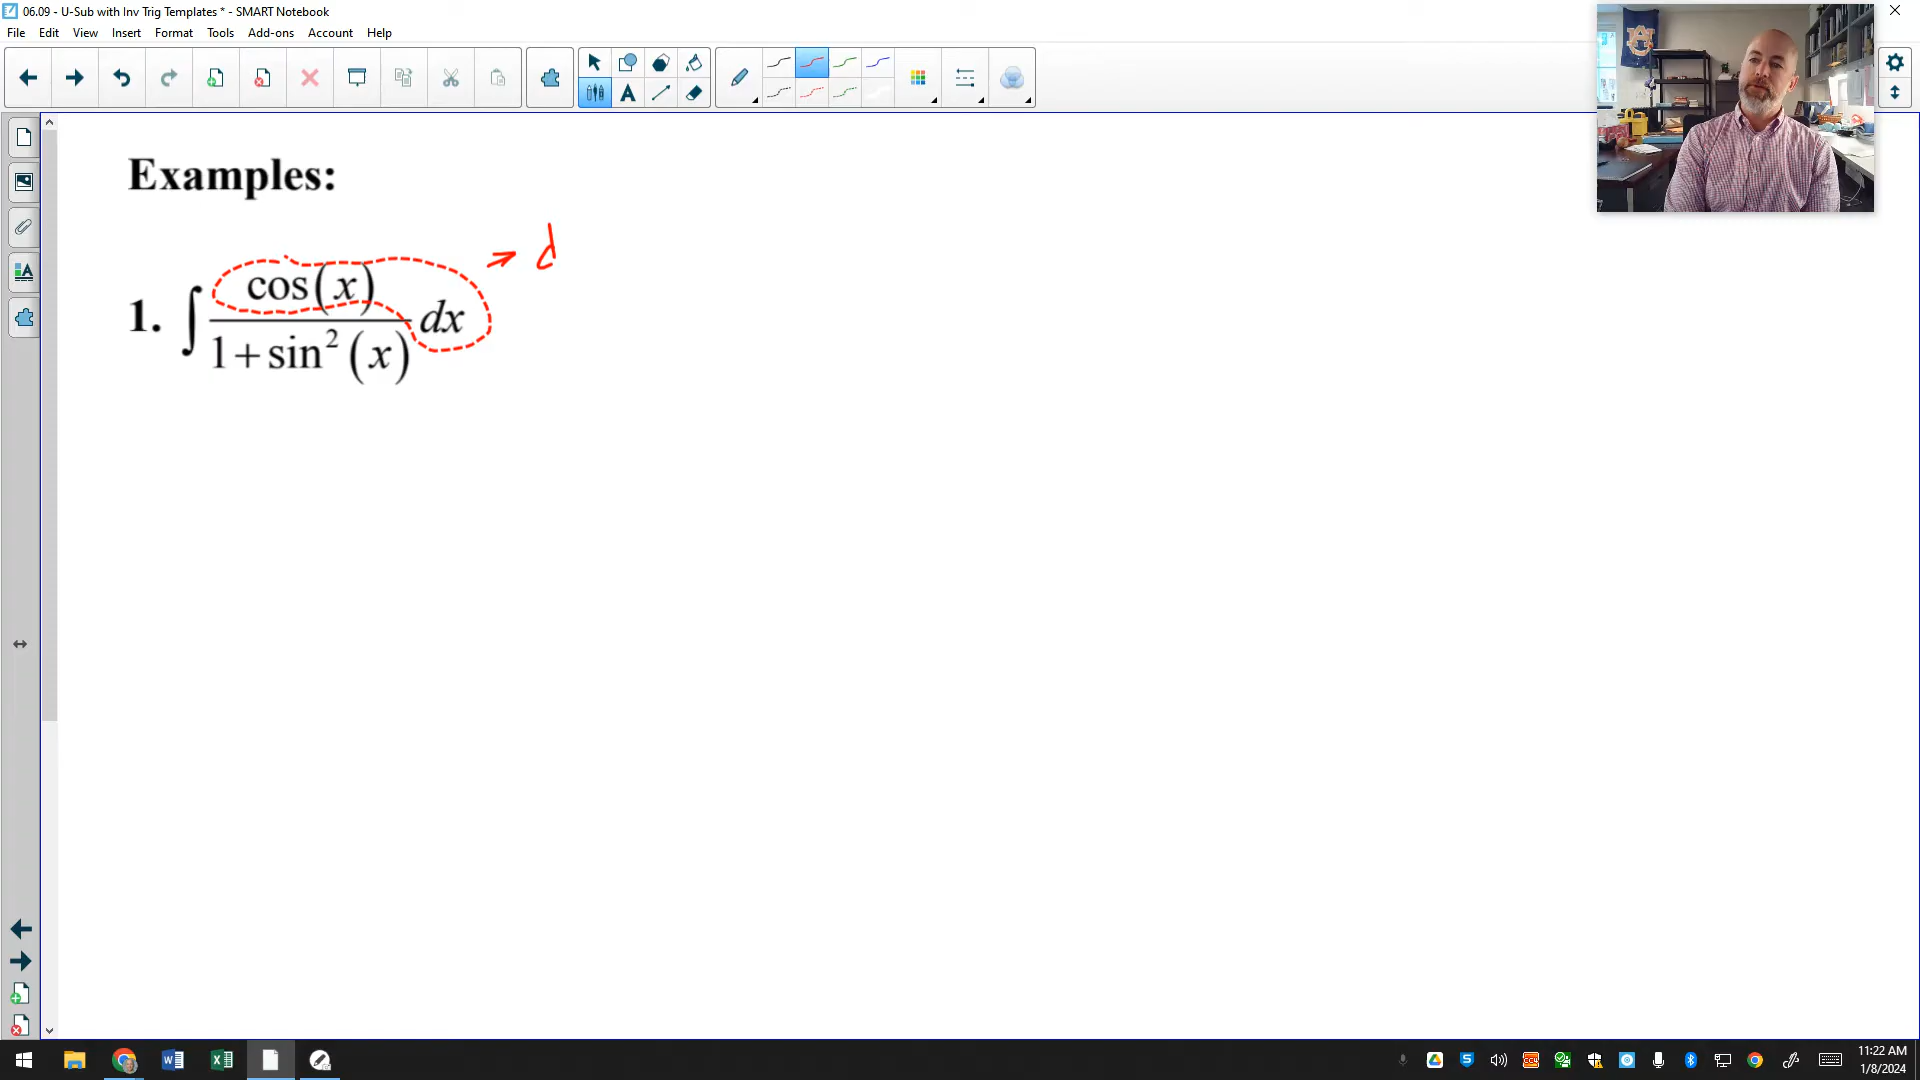 06.09 - U-Sub with Inv Trig Templates * - SMART Notebook
File Edit View Insert Format Tools Add-ons Account Help
Examples:
→ d
1. ∫ cos(x) / (1+sin²(x)) dx
11:22 AM
1/8/2024